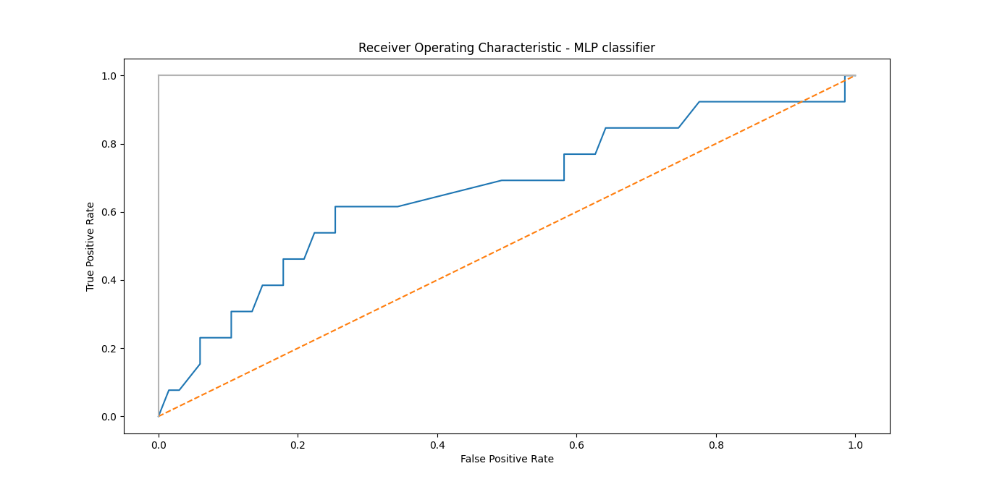 Receiver Operating Characteristic - MLP classifier
1.0
0.8
0.6
0.4
0.2
0.0
True Positive Rate
0.0 0.2 0.4 0.6 0.8 1.0
False Positive Rate